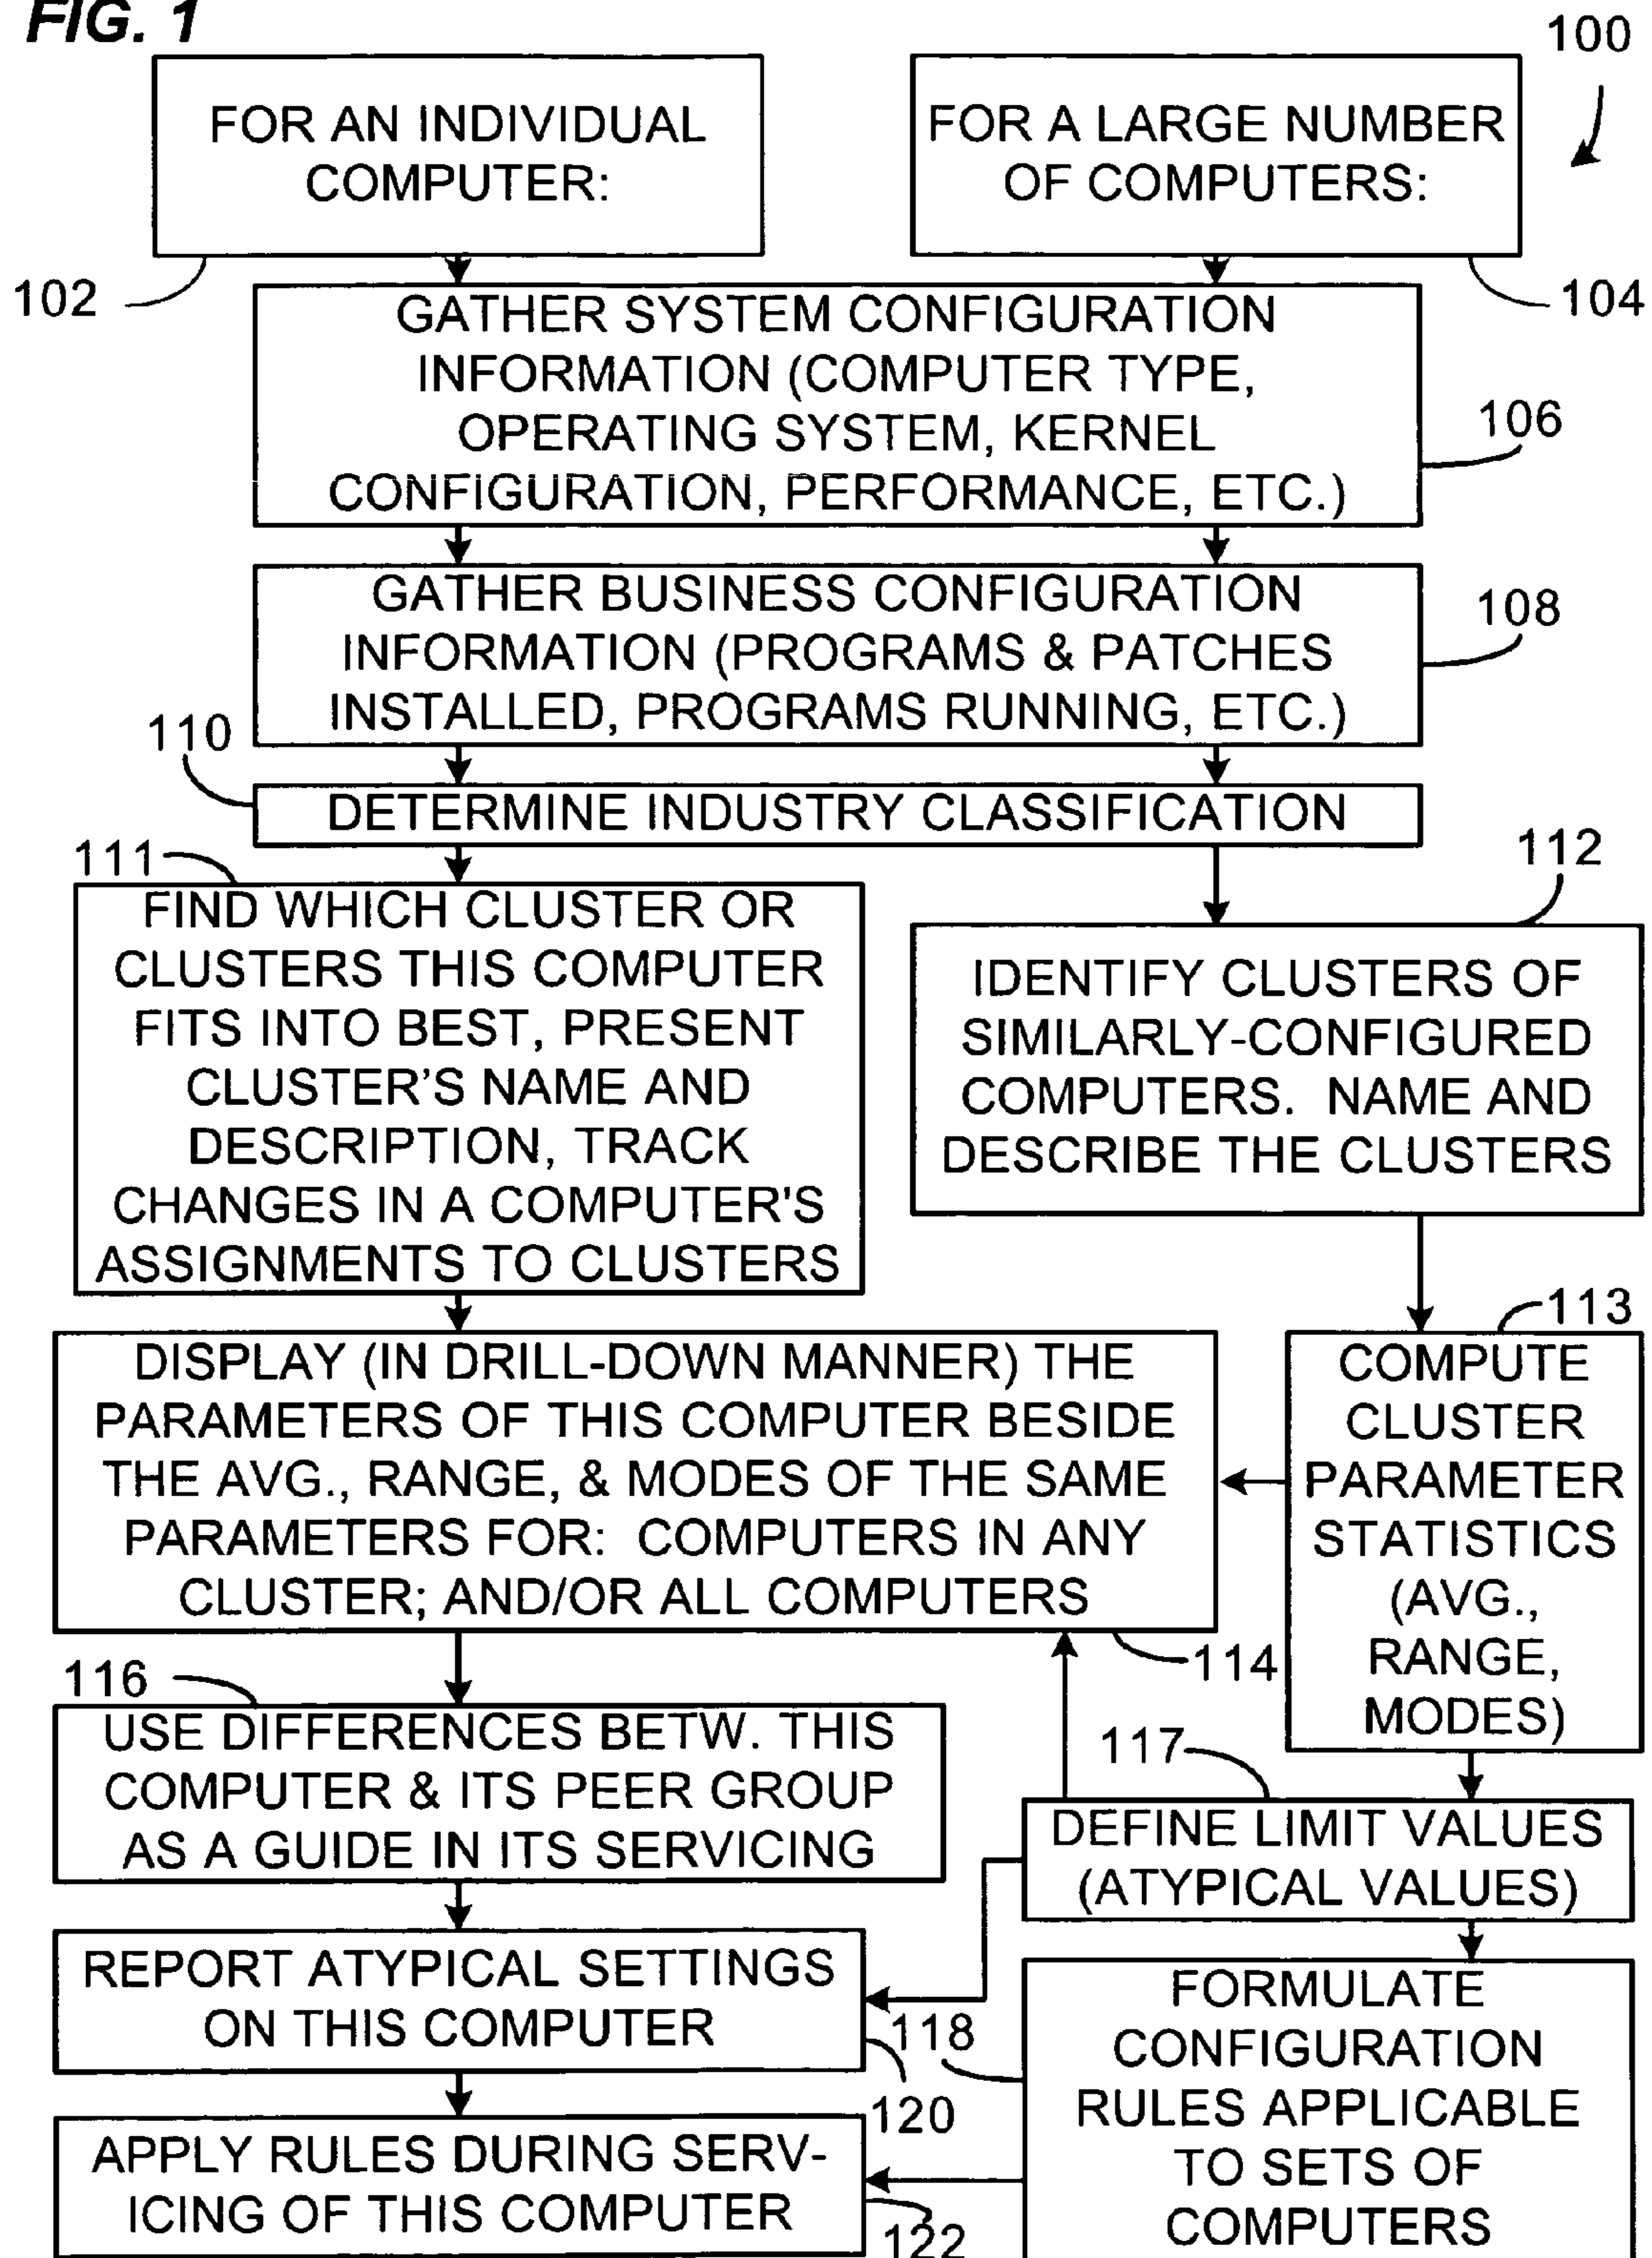 FIG. 1
100
FOR AN INDIVIDUAL
COMPUTER:
FOR A LARGE NUMBER
OF COMPUTERS:
102
104
GATHER SYSTEM CONFIGURATION
INFORMATION (COMPUTER TYPE,
OPERATING SYSTEM, KERNEL
CONFIGURATION, PERFORMANCE, ETC.)
106
GATHER BUSINESS CONFIGURATION
INFORMATION (PROGRAMS & PATCHES
INSTALLED, PROGRAMS RUNNING, ETC.)
108
110
DETERMINE INDUSTRY CLASSIFICATION
111
FIND WHICH CLUSTER OR
CLUSTERS THIS COMPUTER
FITS INTO BEST, PRESENT
CLUSTER'S NAME AND
DESCRIPTION, TRACK
CHANGES IN A COMPUTER'S
ASSIGNMENTS TO CLUSTERS
112
IDENTIFY CLUSTERS OF
SIMILARLY-CONFIGURED
COMPUTERS. NAME AND
DESCRIBE THE CLUSTERS
113
COMPUTE
CLUSTER
PARAMETER
STATISTICS
(AVG.,
RANGE,
MODES)
DISPLAY (IN DRILL-DOWN MANNER) THE
PARAMETERS OF THIS COMPUTER BESIDE
THE AVG., RANGE, & MODES OF THE SAME
PARAMETERS FOR: COMPUTERS IN ANY
CLUSTER; AND/OR ALL COMPUTERS
114
116
USE DIFFERENCES BETW. THIS
COMPUTER & ITS PEER GROUP
AS A GUIDE IN ITS SERVICING
117
DEFINE LIMIT VALUES
(ATYPICAL VALUES)
REPORT ATYPICAL SETTINGS
ON THIS COMPUTER
118
120
FORMULATE
CONFIGURATION
RULES APPLICABLE
TO SETS OF
COMPUTERS
APPLY RULES DURING SERV-
ICING OF THIS COMPUTER
122